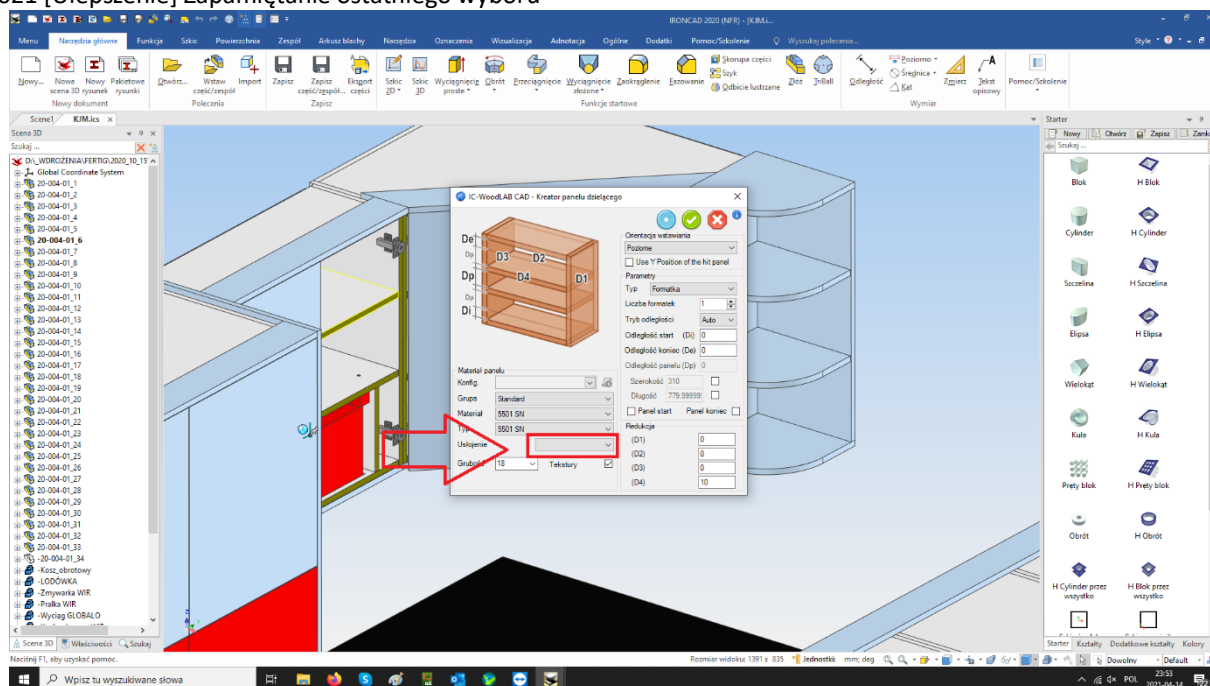 021 [Ulepszenie] Zapamiętanie ostatniego wyboru
IRONCAD 2020 (NFR) - [KJM.i...
Menu Narzędzia główne Funkcja Szkic Powierzchnia Zespół Arkusz blachy Narzędzia Oznaczenia Wizualizacja Adnotacja Ogólne Dodatki Pomoc/Szkolenie Wyszukaj polecenia... Style
Nowy... Nowa scena 3D Nowy rysunek Pakietowe rysunki Otwórz... Wstaw część/zespół Import Zapisz Zapisz część/zespół... Eksport części Szkic 2D Szkic 3D Wyciągnięcie proste Obrót Przeciągnięcie Wyciągnięcie złożone Zaokrąglenie Fazowanie Skorupa części Szyk Odbicie lustrzane Złóż TriBall Odległość Poziomo Średnica Kąt Zmierz Tekst opisowy Pomoc/Szkolenie
Nowy dokument Polecenia Zapisz Funkcje startowe Wymiar
Scene1 KJM.ics x
Scena 3D
Szukaj ...
D:\_WDROŻENIA\FERTIG\2020_10_15
Global Coordinate System
20-004-01_1
20-004-01_2
20-004-01_3
20-004-01_4
20-004-01_5
20-004-01_6
20-004-01_7
20-004-01_8
20-004-01_9
20-004-01_10
20-004-01_11
20-004-01_12
20-004-01_13
20-004-01_14
20-004-01_15
20-004-01_16
20-004-01_17
20-004-01_18
20-004-01_19
20-004-01_20
20-004-01_21
20-004-01_22
20-004-01_23
20-004-01_24
20-004-01_25
20-004-01_26
20-004-01_27
20-004-01_28
20-004-01_29
20-004-01_30
20-004-01_31
20-004-01_32
20-004-01_33
-20-004-01_34
-Kosz_obrotowy
-LODÓWKA
-Zmywarka WIR
-Pralka WIR
-Wyciąg GLOBALO
Scena 3D Właściwości Szukaj
IC-WoodLAB CAD - Kreator panelu dzielącego
De
Dp
Dp
Dp
Di
D3 D2
D4 D1
Materiał panelu
Konfig.
Grupa Standard
Materiał 5501 SN
Typ 5501 SN
Usłojenie
Grubość 18 Tekstury
Orientacja wstawiania
Poziome
Use Y Position of the hit panel
Parametry
Typ Formatka
Liczba formatek 1
Tryb odległości Auto
Odległość start (Di) 0
Odległość koniec (De) 0
Odległość panelu (Dp) 0
Szerokość 310
Długość 779,99999
Panel start Panel koniec
Redukcja
(D1) 0
(D2) 0
(D3) 0
(D4) 10
Starter
Nowy Otwórz Zapisz Zamk
Szukaj ...
Blok H Blok
Cylinder H Cylinder
Szczelina H Szczelina
Elipsa H Elipsa
Wielokąt H Wielokąt
Kula H Kula
Pręty blok H Pręty blok
Obrót H Obrót
H Cylinder przez wszystko H Blok przez wszystko
Starter Kształty Dodatkowe kształty Kolory
Naciśnij F1, aby uzyskać pomoc.
Rozmiar widoku: 1391 x 835 Jednostki: mm; deg Dowolny Default
Wpisz tu wyszukiwane słowa
POL 23:53
2021-04-14